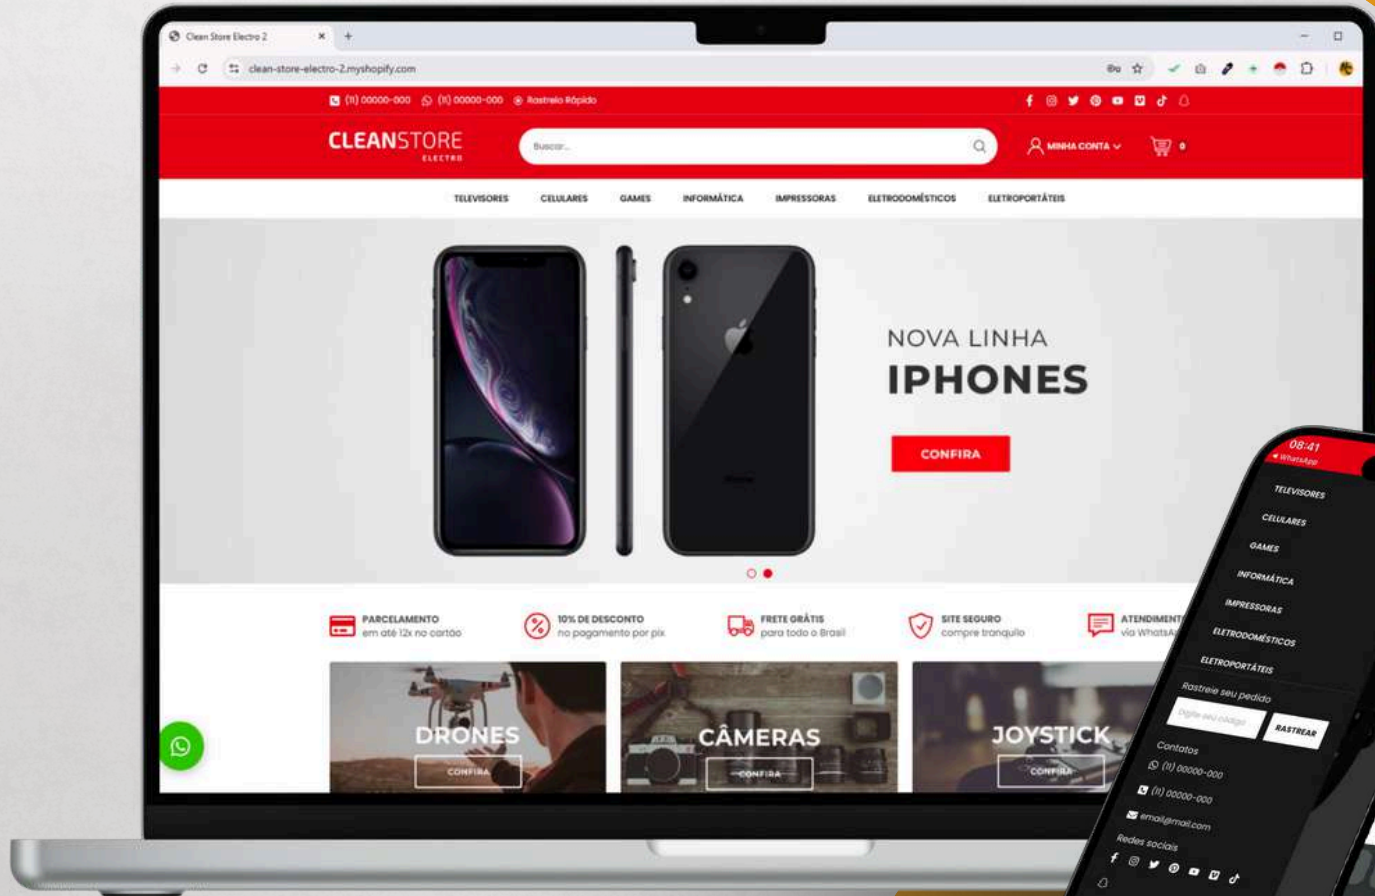 Clean Store Electro 2
clean-store-electro-2.myshopify.com
(11) 00000-000 (11) 00000-000 Rastreio Rápido
CLEANSTORE
ELECTRO
Buscar...
MINHA CONTA
0
TELEVISORES CELULARES GAMES INFORMÁTICA IMPRESSORAS ELETRODOMÉSTICOS ELETROPORTÁTEIS
NOVA LINHA
IPHONES
CONFIRA
PARCELAMENTO
em até 12x no cartão
10% DE DESCONTO
no pagamento por pix
FRETE GRÁTIS
para todo o Brasil
SITE SEGURO
compre tranquilo
ATENDIMENT
via WhatsA
DRONES
CONFIRA
CÂMERAS
CONFIRA
JOYSTICK
CONFIRA
08:41
WhatsApp
TELEVISORES
CELULARES
GAMES
INFORMÁTICA
IMPRESSORAS
ELETRODOMÉSTICOS
ELETROPORTÁTEIS
Rastreie seu pedido
Digite seu código
RASTREAR
Contatos
(11) 00000-000
(11) 00000-000
email@mail.com
Redes sociais